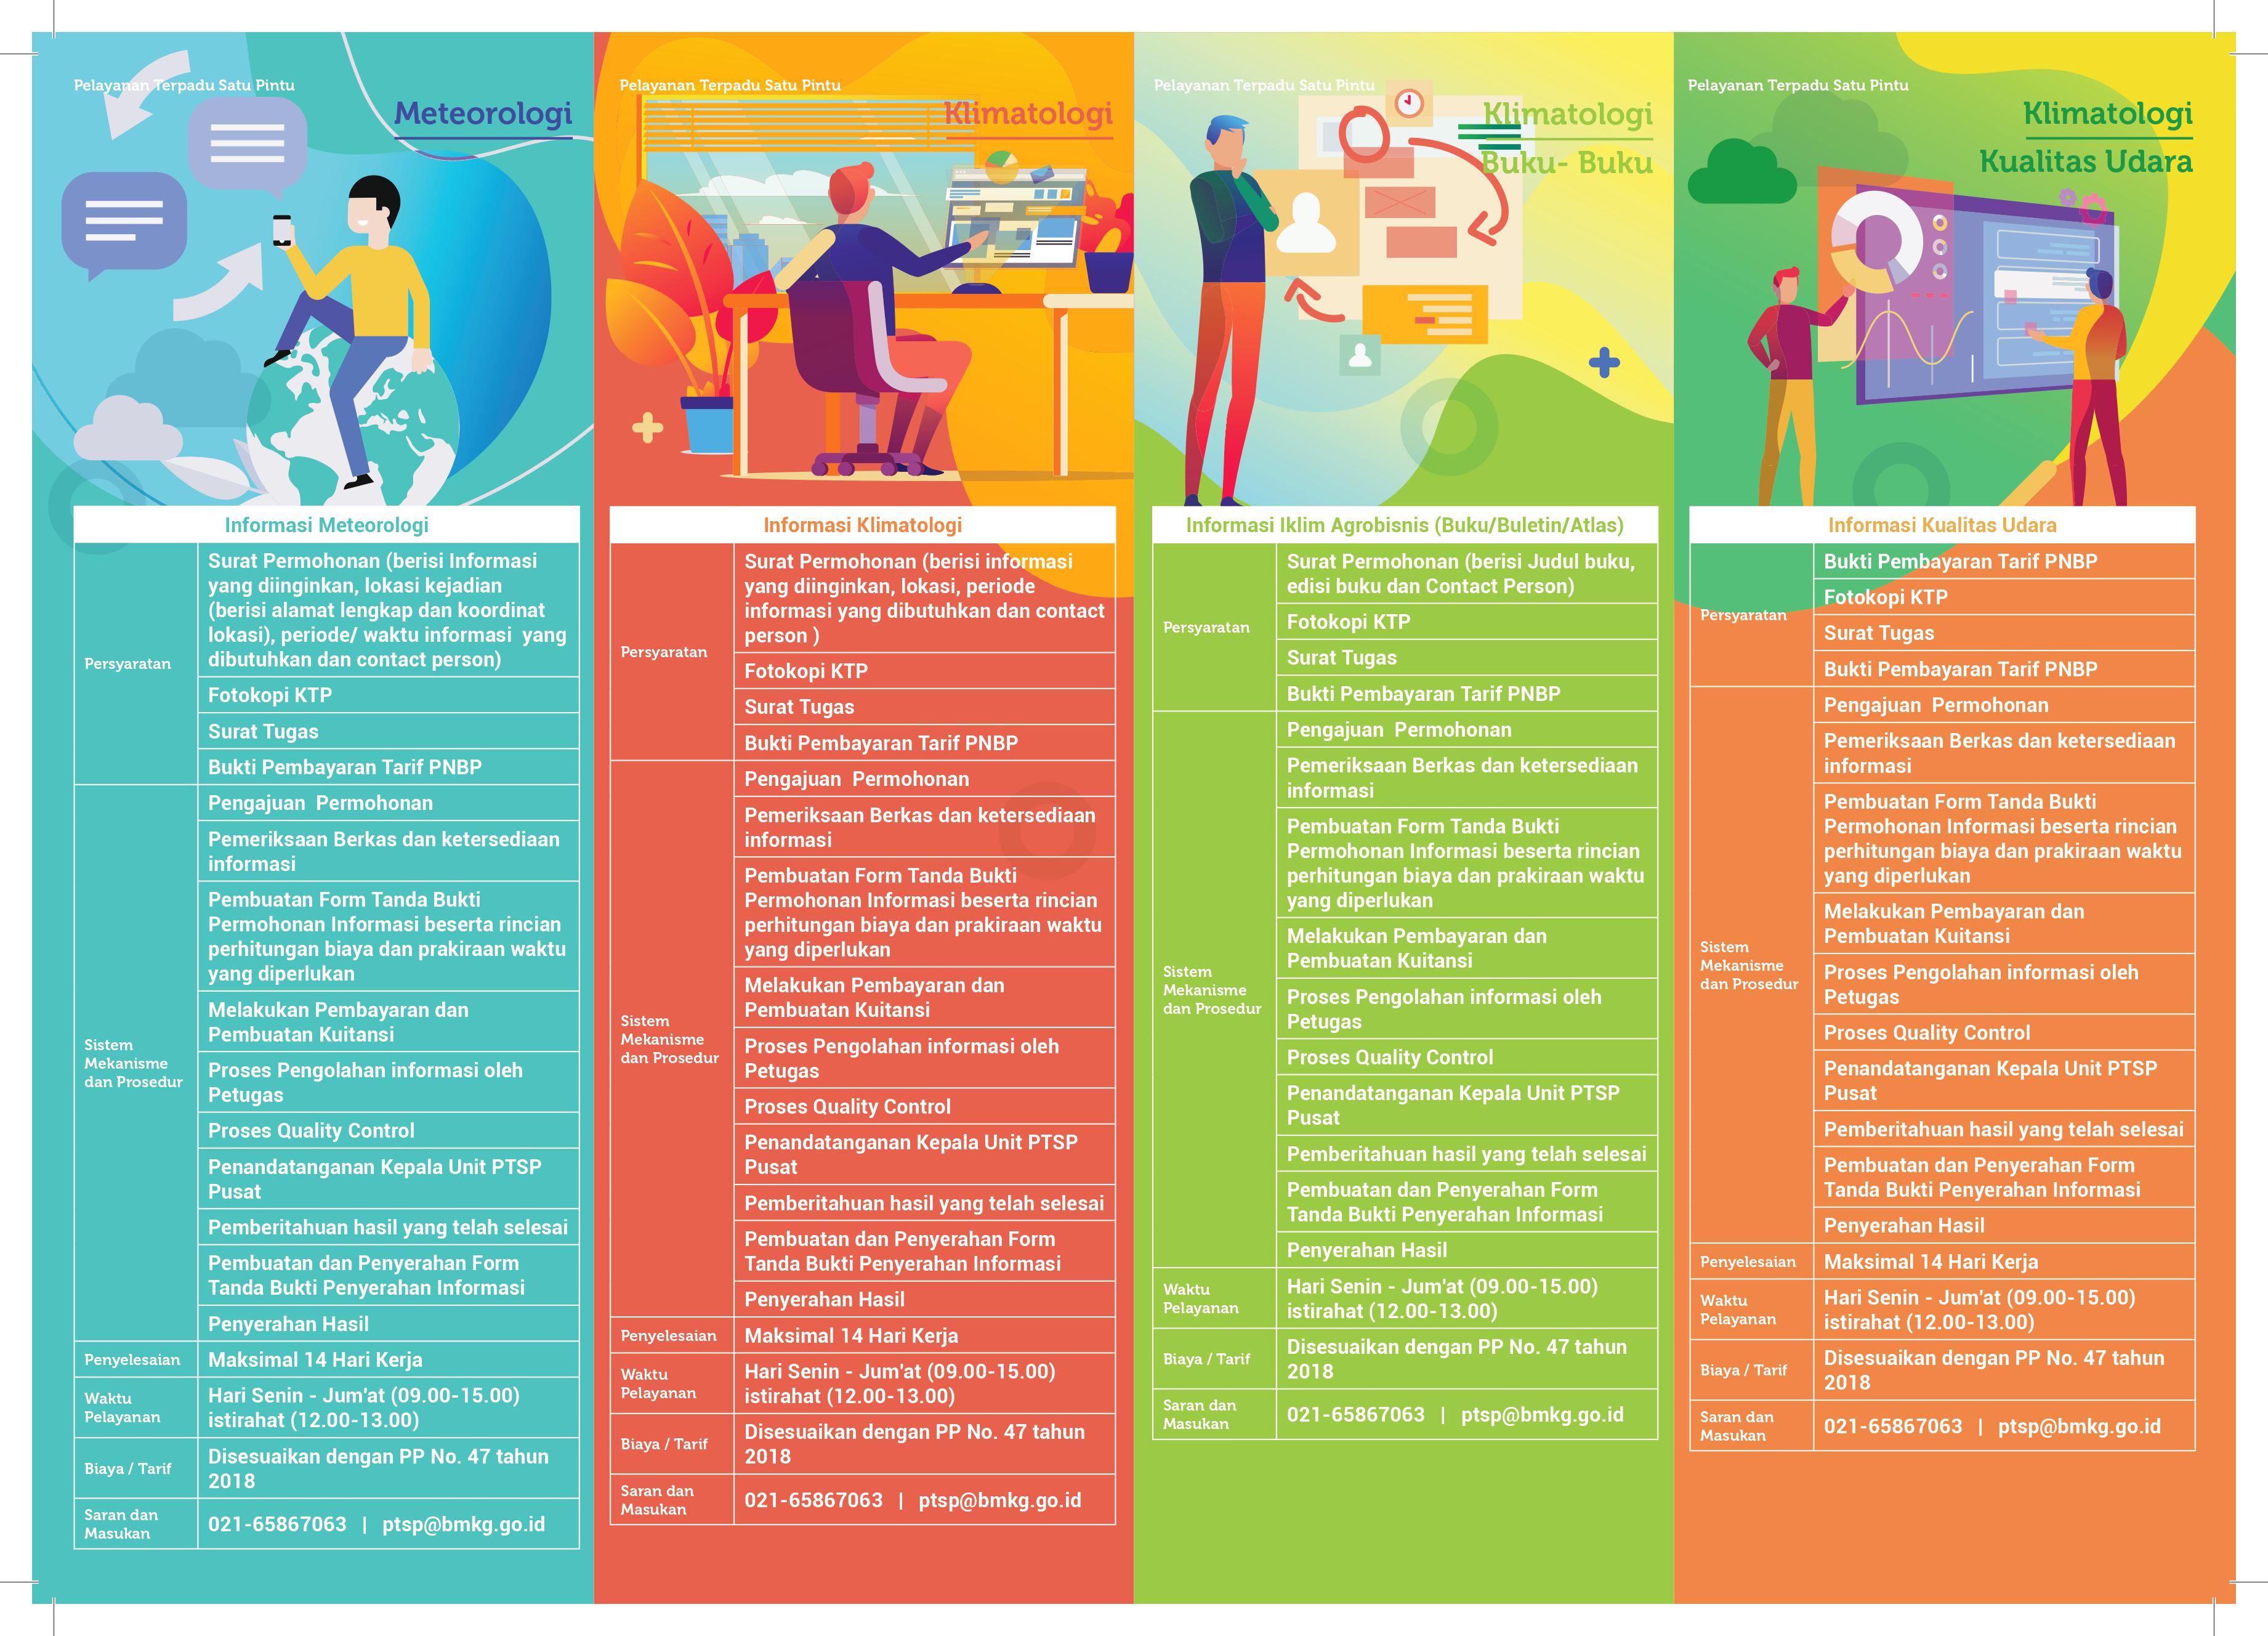 Pelayanan Terpadu Satu Pintu
Meteorologi
Informasi Meteorologi
Persyaratan
Surat Permohonan (berisi Informasi
yang diinginkan, lokasi kejadian
(berisi alamat lengkap dan koordinat
lokasi), periode/ waktu informasi  yang
dibutuhkan dan contact person)
Fotokopi KTP
Surat Tugas
Bukti Pembayaran Tarif PNBP
Sistem
Mekanisme
dan Prosedur
Pengajuan  Permohonan
Pemeriksaan Berkas dan ketersediaan
informasi
Pembuatan Form Tanda Bukti
Permohonan Informasi beserta rincian
perhitungan biaya dan prakiraan waktu
yang diperlukan
Melakukan Pembayaran dan
Pembuatan Kuitansi
Proses Pengolahan informasi oleh
Petugas
Proses Quality Control
Penandatanganan Kepala Unit PTSP
Pusat
Pemberitahuan hasil yang telah selesai
Pembuatan dan Penyerahan Form
Tanda Bukti Penyerahan Informasi
Penyerahan Hasil
Penyelesaian
Maksimal 14 Hari Kerja
Waktu
Pelayanan
Hari Senin - Jum'at (09.00-15.00)
istirahat (12.00-13.00)
Biaya / Tarif
Disesuaikan dengan PP No. 47 tahun
2018
Saran dan
Masukan
021-65867063   |   ptsp@bmkg.go.id
Pelayanan Terpadu Satu Pintu
Klimatologi
Informasi Klimatologi
Persyaratan
Surat Permohonan (berisi informasi
yang diinginkan, lokasi, periode
informasi yang dibutuhkan dan contact
person )
Fotokopi KTP
Surat Tugas
Bukti Pembayaran Tarif PNBP
Sistem
Mekanisme
dan Prosedur
Pengajuan  Permohonan
Pemeriksaan Berkas dan ketersediaan
informasi
Pembuatan Form Tanda Bukti
Permohonan Informasi beserta rincian
perhitungan biaya dan prakiraan waktu
yang diperlukan
Melakukan Pembayaran dan
Pembuatan Kuitansi
Proses Pengolahan informasi oleh
Petugas
Proses Quality Control
Penandatanganan Kepala Unit PTSP
Pusat
Pemberitahuan hasil yang telah selesai
Pembuatan dan Penyerahan Form
Tanda Bukti Penyerahan Informasi
Penyerahan Hasil
Penyelesaian
Maksimal 14 Hari Kerja
Waktu
Pelayanan
Hari Senin - Jum'at (09.00-15.00)
istirahat (12.00-13.00)
Biaya / Tarif
Disesuaikan dengan PP No. 47 tahun
2018
Saran dan
Masukan
021-65867063   |   ptsp@bmkg.go.id
Pelayanan Terpadu Satu Pintu
Klimatologi
Buku- Buku
Informasi Iklim Agrobisnis (Buku/Buletin/Atlas)
Persyaratan
Surat Permohonan (berisi Judul buku,
edisi buku dan Contact Person)
Fotokopi KTP
Surat Tugas
Bukti Pembayaran Tarif PNBP
Sistem
Mekanisme
dan Prosedur
Pengajuan  Permohonan
Pemeriksaan Berkas dan ketersediaan
informasi
Pembuatan Form Tanda Bukti
Permohonan Informasi beserta rincian
perhitungan biaya dan prakiraan waktu
yang diperlukan
Melakukan Pembayaran dan
Pembuatan Kuitansi
Proses Pengolahan informasi oleh
Petugas
Proses Quality Control
Penandatanganan Kepala Unit PTSP
Pusat
Pemberitahuan hasil yang telah selesai
Pembuatan dan Penyerahan Form
Tanda Bukti Penyerahan Informasi
Penyerahan Hasil
Waktu
Pelayanan
Hari Senin - Jum'at (09.00-15.00)
istirahat (12.00-13.00)
Biaya / Tarif
Disesuaikan dengan PP No. 47 tahun
2018
Saran dan
Masukan
021-65867063   |   ptsp@bmkg.go.id
Pelayanan Terpadu Satu Pintu
Klimatologi
Kualitas Udara
Informasi Kualitas Udara
Persyaratan
Bukti Pembayaran Tarif PNBP
Fotokopi KTP
Surat Tugas
Bukti Pembayaran Tarif PNBP
Sistem
Mekanisme
dan Prosedur
Pengajuan  Permohonan
Pemeriksaan Berkas dan ketersediaan
informasi
Pembuatan Form Tanda Bukti
Permohonan Informasi beserta rincian
perhitungan biaya dan prakiraan waktu
yang diperlukan
Melakukan Pembayaran dan
Pembuatan Kuitansi
Proses Pengolahan informasi oleh
Petugas
Proses Quality Control
Penandatanganan Kepala Unit PTSP
Pusat
Pemberitahuan hasil yang telah selesai
Pembuatan dan Penyerahan Form
Tanda Bukti Penyerahan Informasi
Penyerahan Hasil
Penyelesaian
Maksimal 14 Hari Kerja
Waktu
Pelayanan
Hari Senin - Jum'at (09.00-15.00)
istirahat (12.00-13.00)
Biaya / Tarif
Disesuaikan dengan PP No. 47 tahun
2018
Saran dan
Masukan
021-65867063   |   ptsp@bmkg.go.id